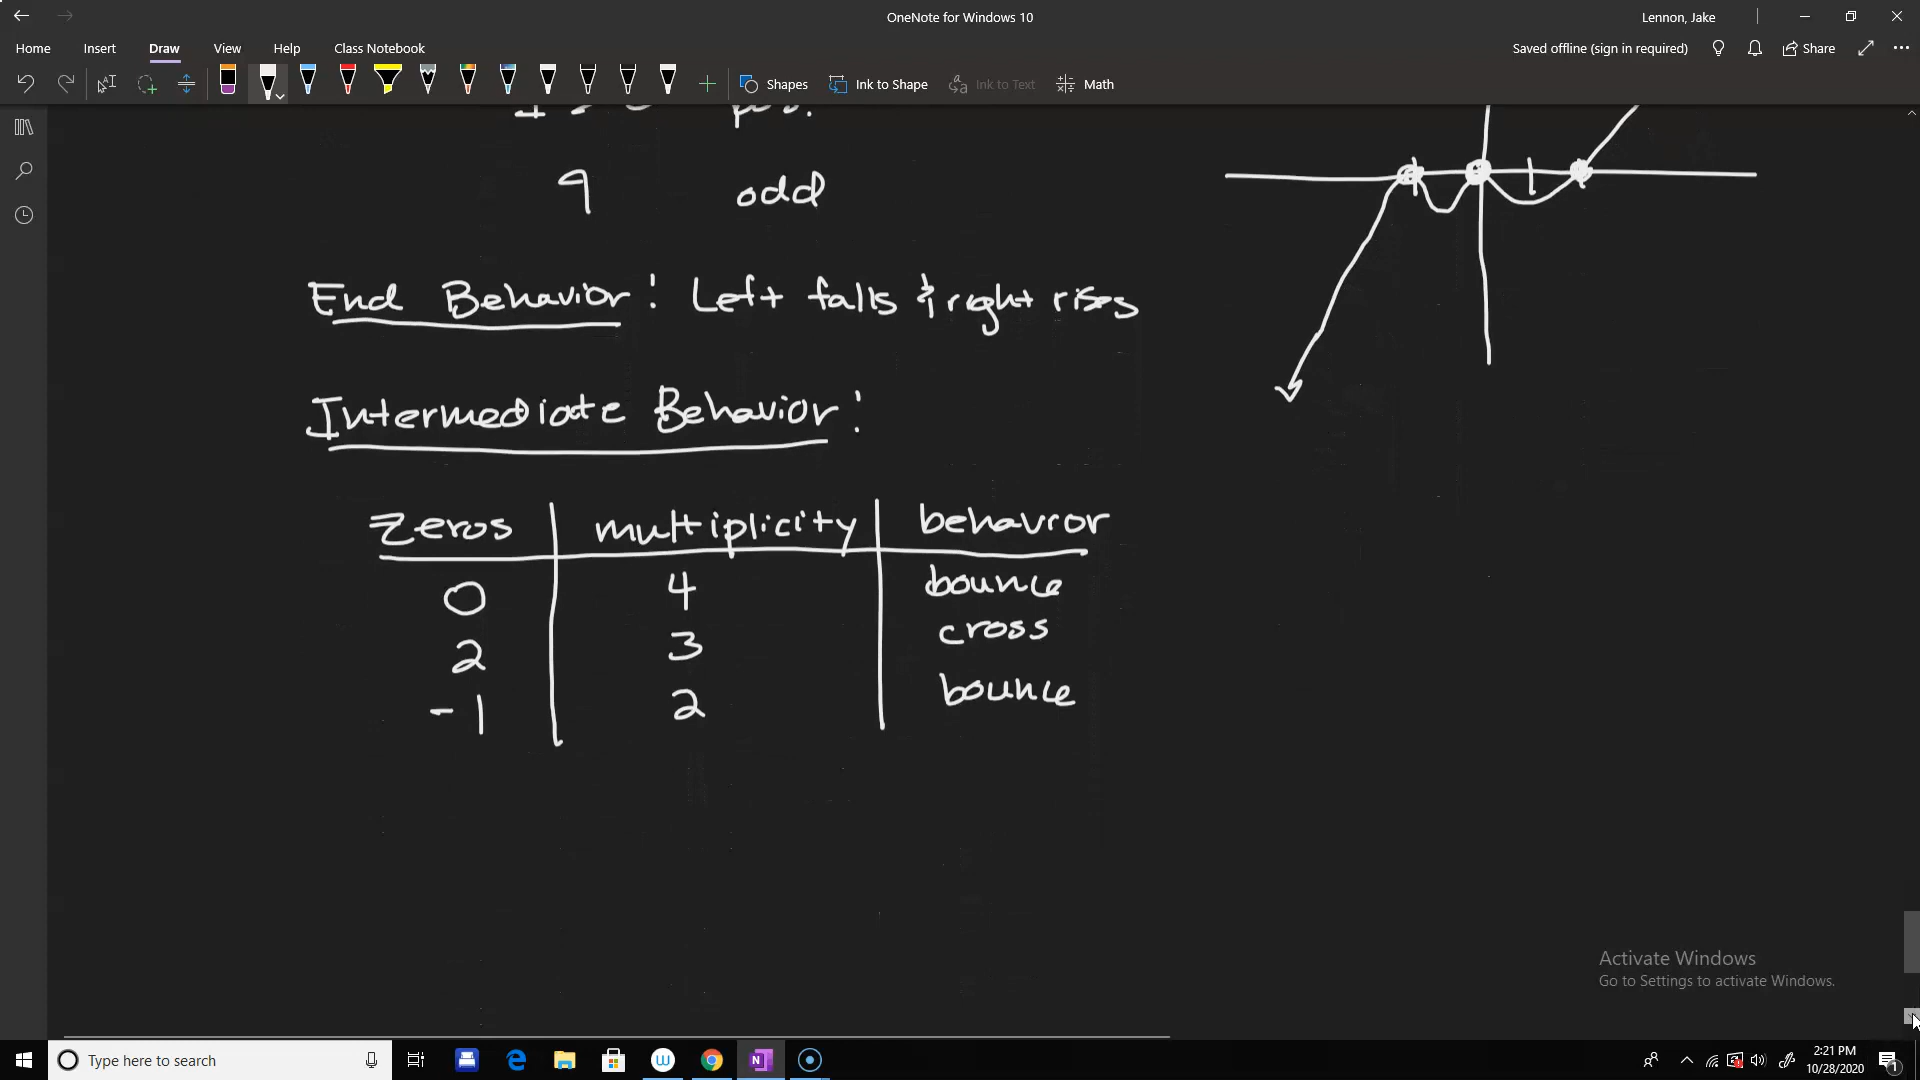 OneNote for Windows 10
Lennon, Jake
Home Insert Draw View Help Class Notebook
Saved offline (sign in required) Share
Shapes Ink to Shape Ink to Text Math
9 odd
End Behavior: Left falls & right rises
Intermediate Behavior:
zeros multiplicity behavior
0 4 bounce
2 3 cross
-1 2 bounce
Activate Windows
Go to Settings to activate Windows.
Type here to search
2:21 PM
10/28/2020
1